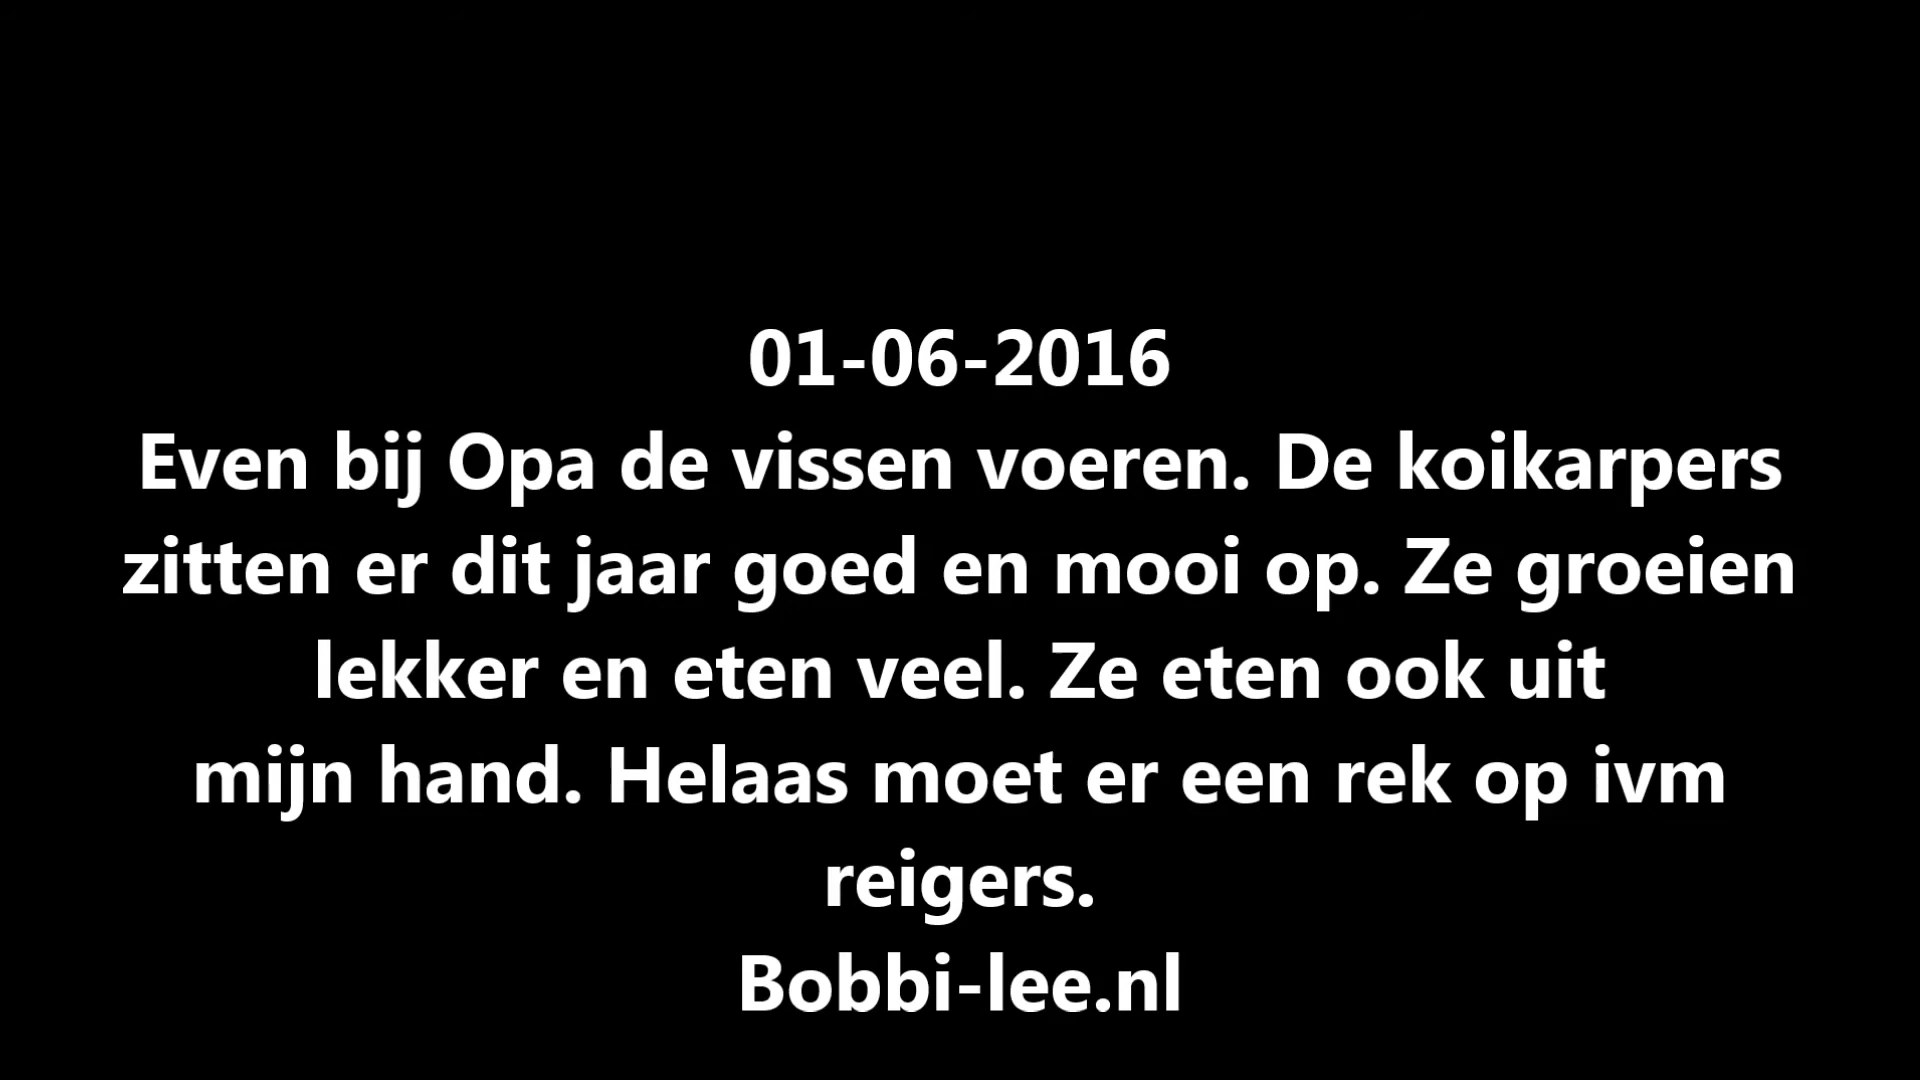 01-06-2016
Even bij Opa de vissen voeren. De koikarpers
zitten er dit jaar goed en mooi op. Ze groeien
lekker en eten veel. Ze eten ook uit
mijn hand. Helaas moet er een rek op ivm
reigers.
Bobbi-lee.nl